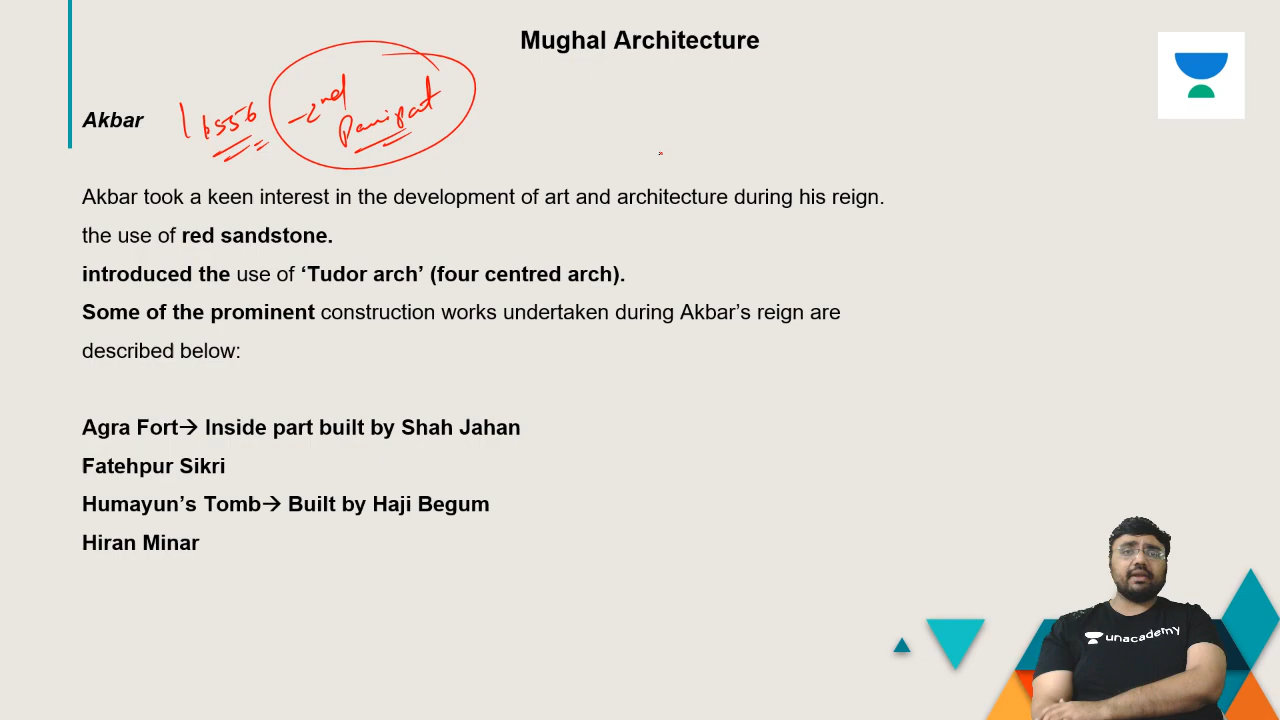 Mughal Architecture
Akbar
1556
- 2nd
Panipat
Akbar took a keen interest in the development of art and architecture during his reign.
the use of red sandstone.
introduced the use of ‘Tudor arch’ (four centred arch).
Some of the prominent construction works undertaken during Akbar’s reign are
described below:
Agra Fort→ Inside part built by Shah Jahan
Fatehpur Sikri
Humayun’s Tomb→ Built by Haji Begum
Hiran Minar
unacademy